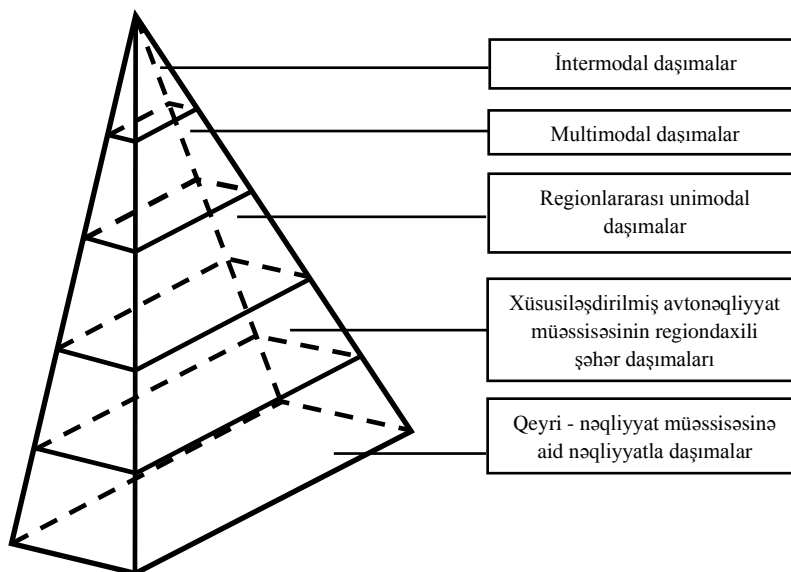 İntermodal daşımalar
Multimodal daşımalar
Regionlararası unimodal
daşımalar
Xüsusiləşdirilmiş avtonəqliyyat
müəssisəsinin regiondaxili
şəhər daşımaları
Qeyri - nəqliyyat müəssisəsinə
aid nəqliyyatla daşımalar